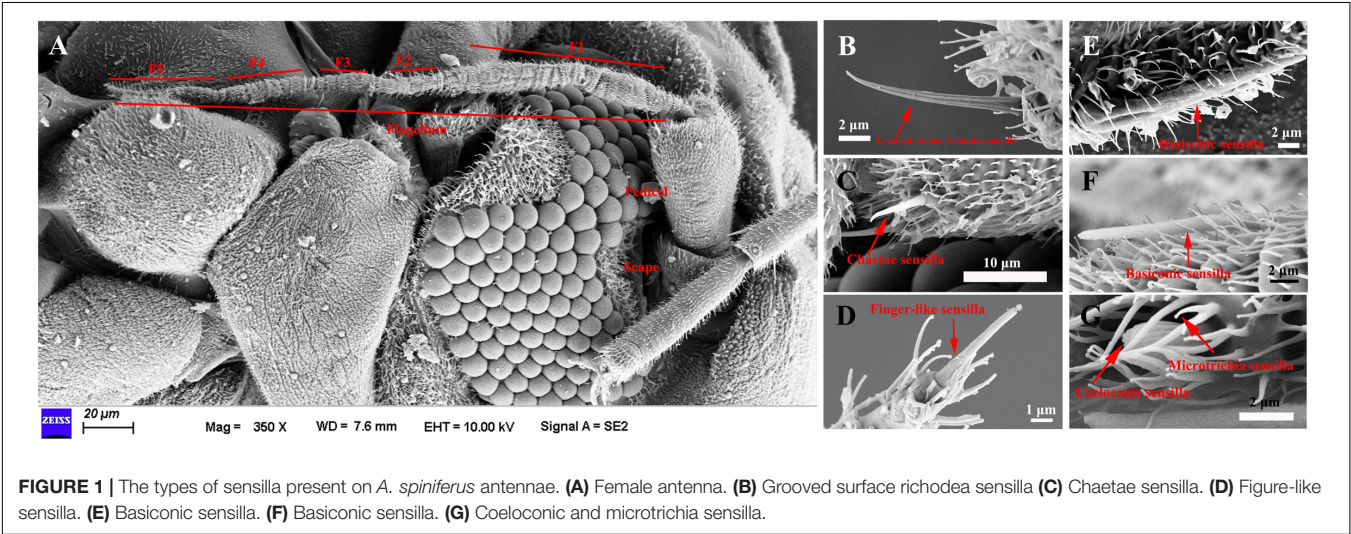 A
F1
F2
F3
F4
F5
Flagellum
Pedicel
Scape
ZEISS
20 µm
Mag = 350 X WD = 7.6 mm EHT = 10.00 kV Signal A = SE2
B
2 µm
C
Chaetae sensilla
10 µm
D
Finger-like sensilla
1 µm
E
Basiconic sensilla
2 µm
F
Basiconic sensilla
2 µm
G
Microtrishia sensilla
Coeloconic sensilla
2 µm
FIGURE 1 | The types of sensilla present on A. spiniferus antennae. (A) Female antenna. (B) Grooved surface richodea sensilla (C) Chaetae sensilla. (D) Figure-like
sensilla. (E) Basiconic sensilla. (F) Basiconic sensilla. (G) Coeloconic and microtrichia sensilla.